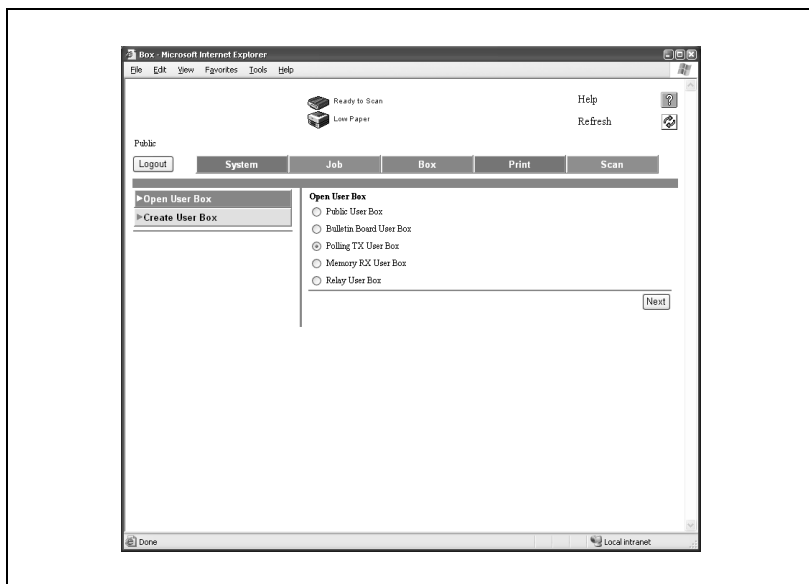 Box - Microsoft Internet Explorer
File Edit View Favorites Tools Help
Ready to Scan
Help ?
Low Paper
Refresh
Public
Logout System Job Box Print Scan
Open User Box
Create User Box
Open User Box
Public User Box
Bulletin Board User Box
Polling TX User Box
Memory RX User Box
Relay User Box
Next
Done Local intranet